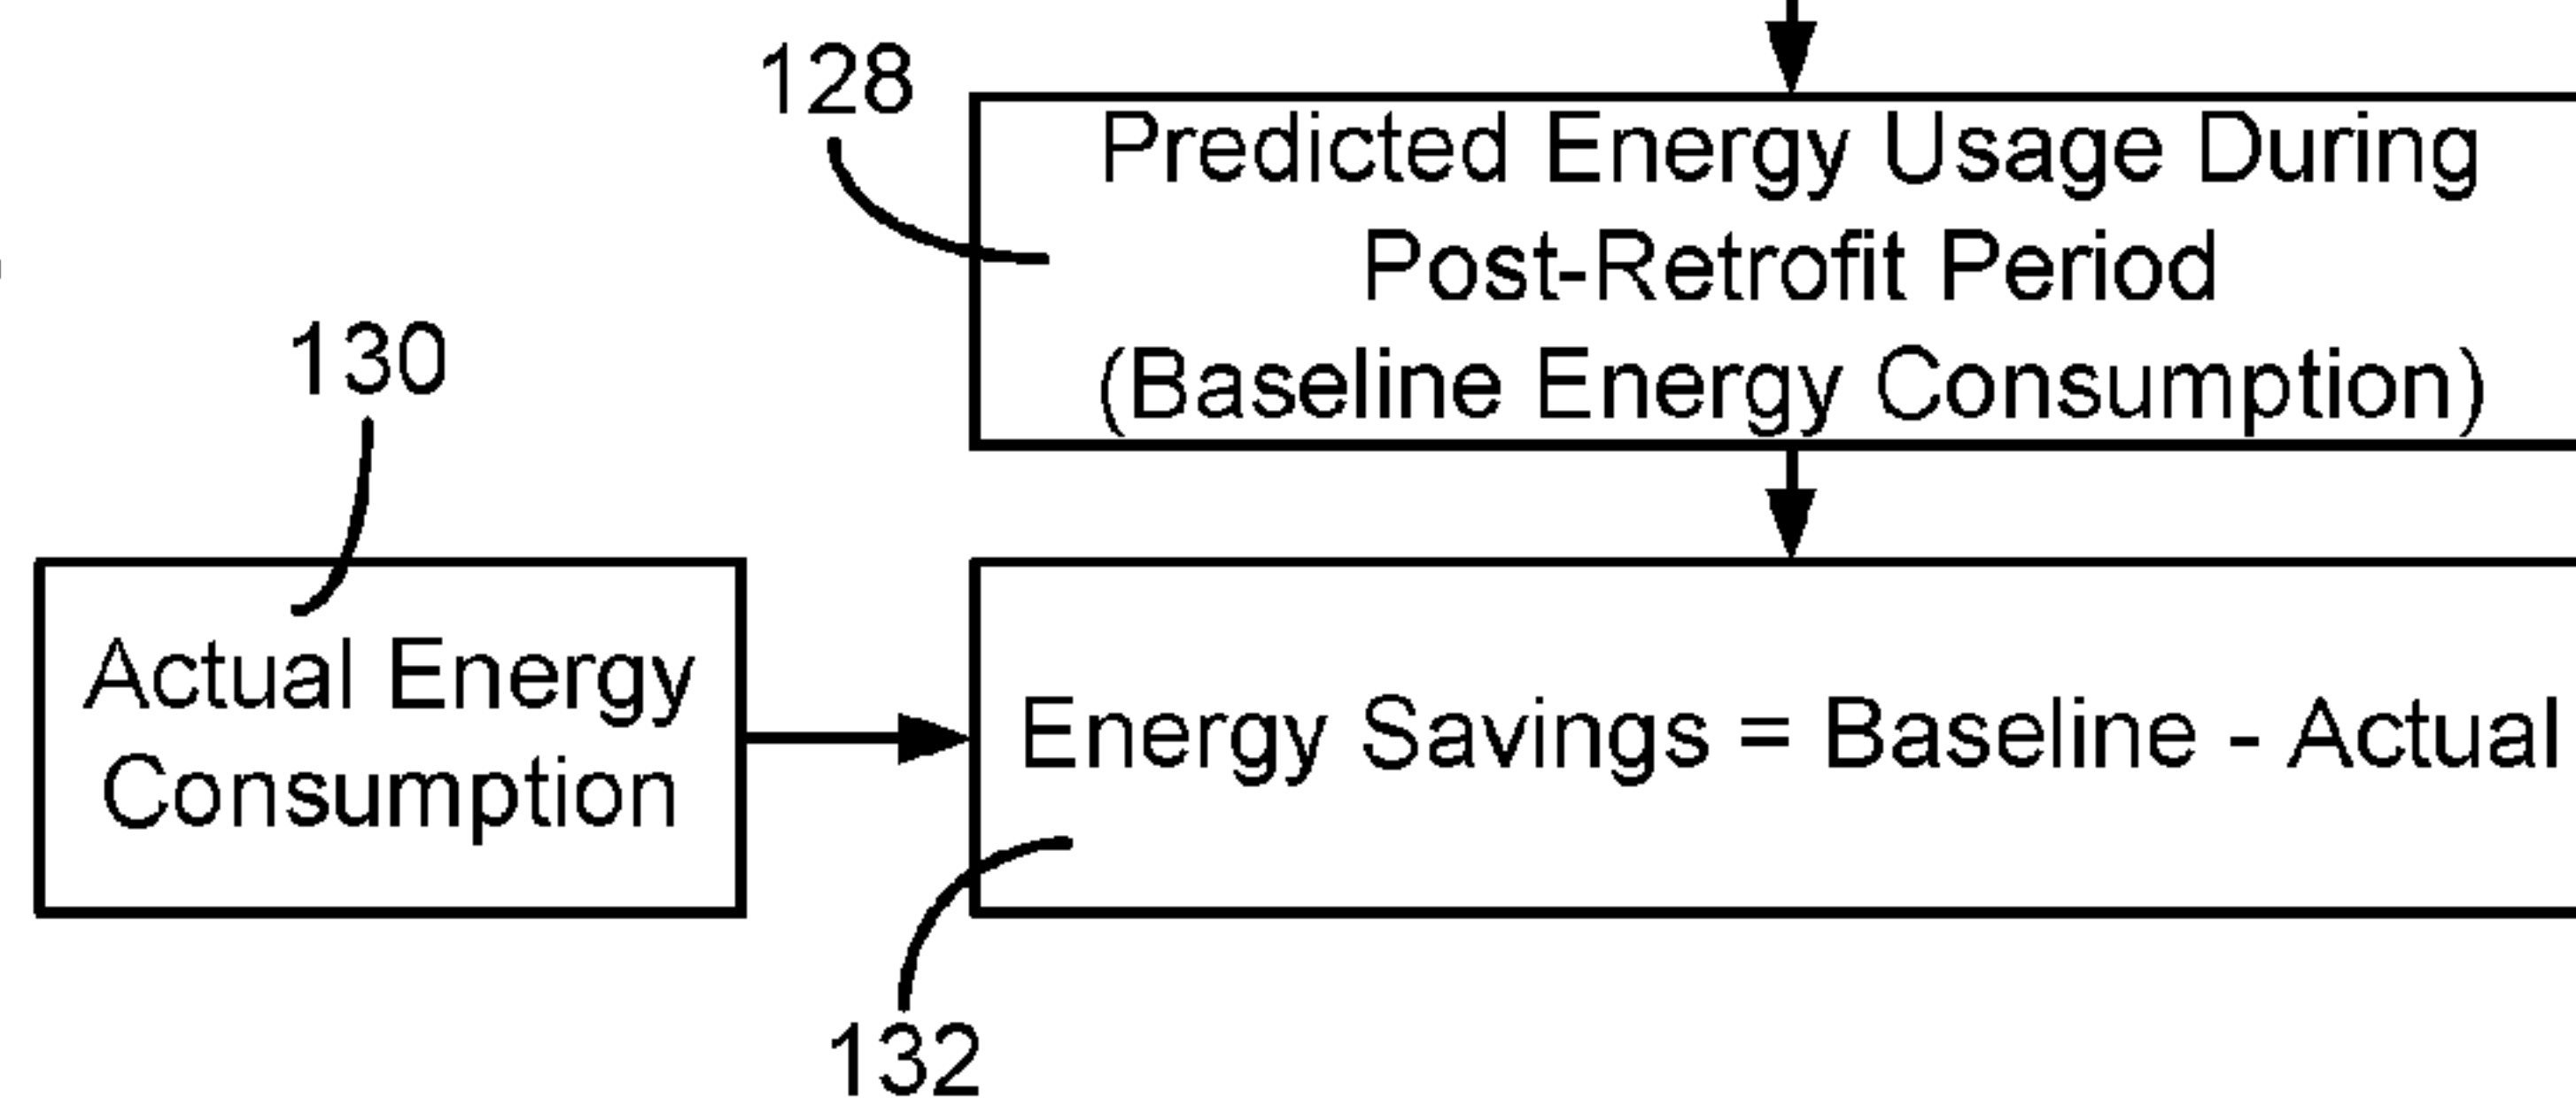 128
Predicted Energy Usage During
Post-Retrofit Period
(Baseline Energy Consumption)
130
Actual Energy
Consumption
Energy Savings = Baseline - Actual
132